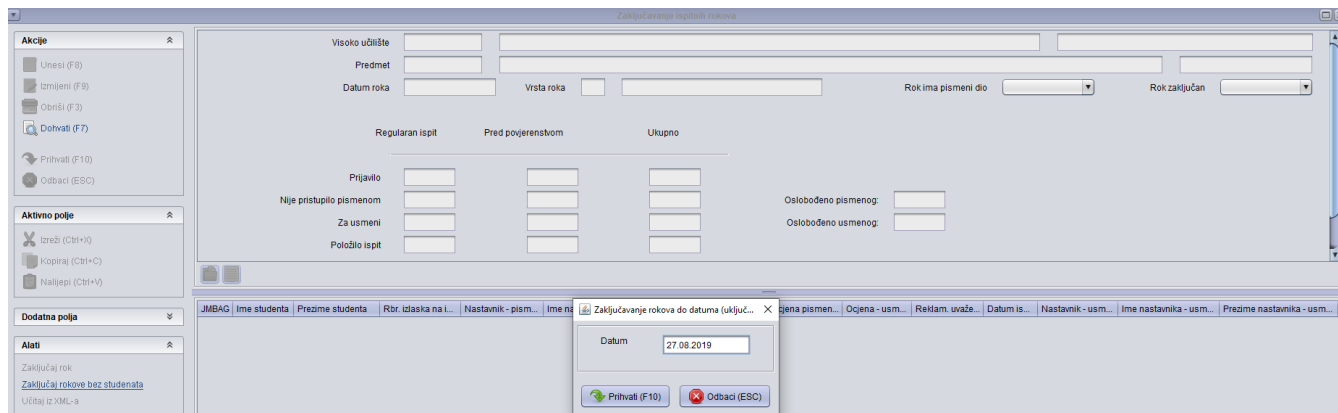 Zaključavanje ispitnih rokova
Akcije
Unesi (F8)
Izmijeni (F9)
Obriši (F3)
Dohvati (F7)
Prihvati (F10)
Odbaci (ESC)
Aktivno polje
Izreži (Ctrl+X)
Kopiraj (Ctrl+C)
Nalijepi (Ctrl+V)
Dodatna polja
Alati
Zaključaj rok
Zaključaj rokove bez studenata
Učitaj iz XML-a
Visoko učilište
Predmet
Datum roka Vrsta roka Rok ima pismeni dio Rok zaključan
Regularan ispit Pred povjerenstvom Ukupno
Prijavilo
Nije pristupilo pismenom Oslobođeno pismenog:
Za usmeni Oslobođeno usmenog:
Položilo ispit
JMBAG Ime studenta Prezime studenta Rbr. izlaska na i... Nastavnik - pism... Ime na jena pismen... Ocjena - usm... Reklam. uvaže... Datum is... Nastavnik - usm... Ime nastavnika - usm... Prezime nastavnika - usm...
Zaključavanje rokova do datuma (uključ...
Datum 27.08.2019
Prihvati (F10) Odbaci (ESC)